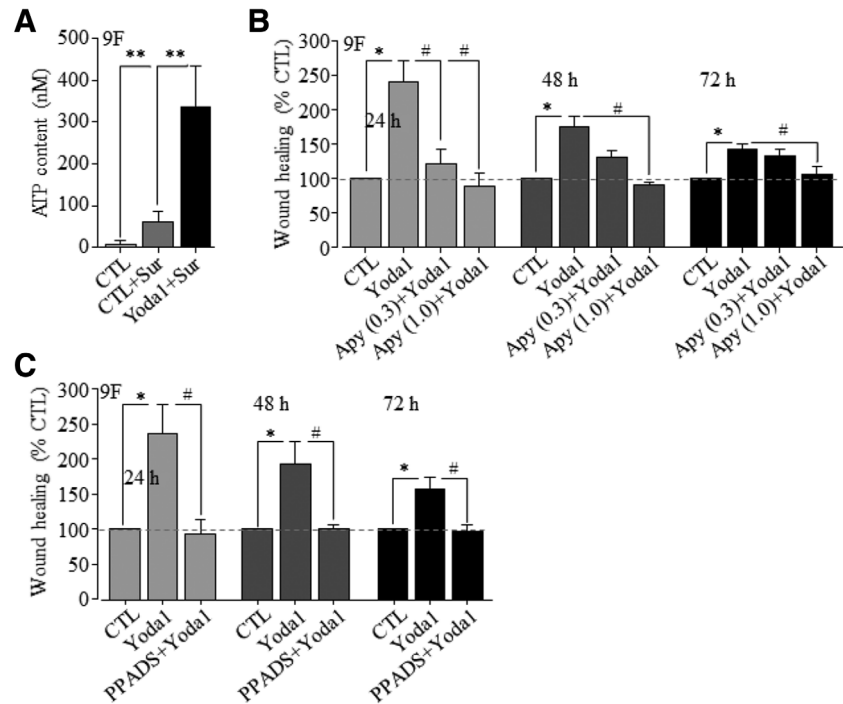 A
ATP content (nM)
500
400
300
200
100
0
9F
** **
CTL
CTL+Sur
Yoda1+Sur
B
Wound healing (% CTL)
300
250
200
150
100
50
0
9F
24 h
* # #
48 h
* #
72 h
* #
CTL
Yoda1
Apy (0.3)+Yoda1
Apy (1.0)+Yoda1
CTL
Yoda1
Apy (0.3)+Yoda1
Apy (1.0)+Yoda1
CTL
Yoda1
Apy (0.3)+Yoda1
Apy (1.0)+Yoda1
C
Wound healing (% CTL)
300
250
200
150
100
50
0
9F
24 h
* #
48 h
* #
72 h
* #
CTL
Yoda1
PPADS+Yoda1
CTL
Yoda1
PPADS+Yoda1
CTL
Yoda1
PPADS+Yoda1